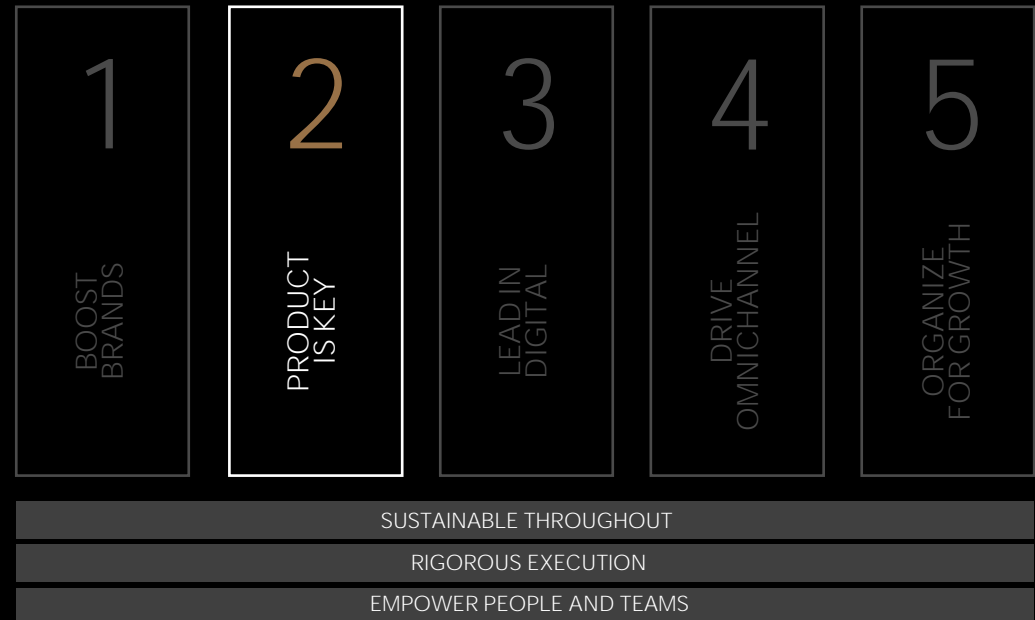 1
BOOST
BRANDS
2
PRODUCT
IS KEY
3
LEAD IN
DIGITAL
4
DRIVE
OMNICHANNEL
5
ORGANIZE
FOR GROWTH
SUSTAINABLE THROUGHOUT
RIGOROUS EXECUTION
EMPOWER PEOPLE AND TEAMS